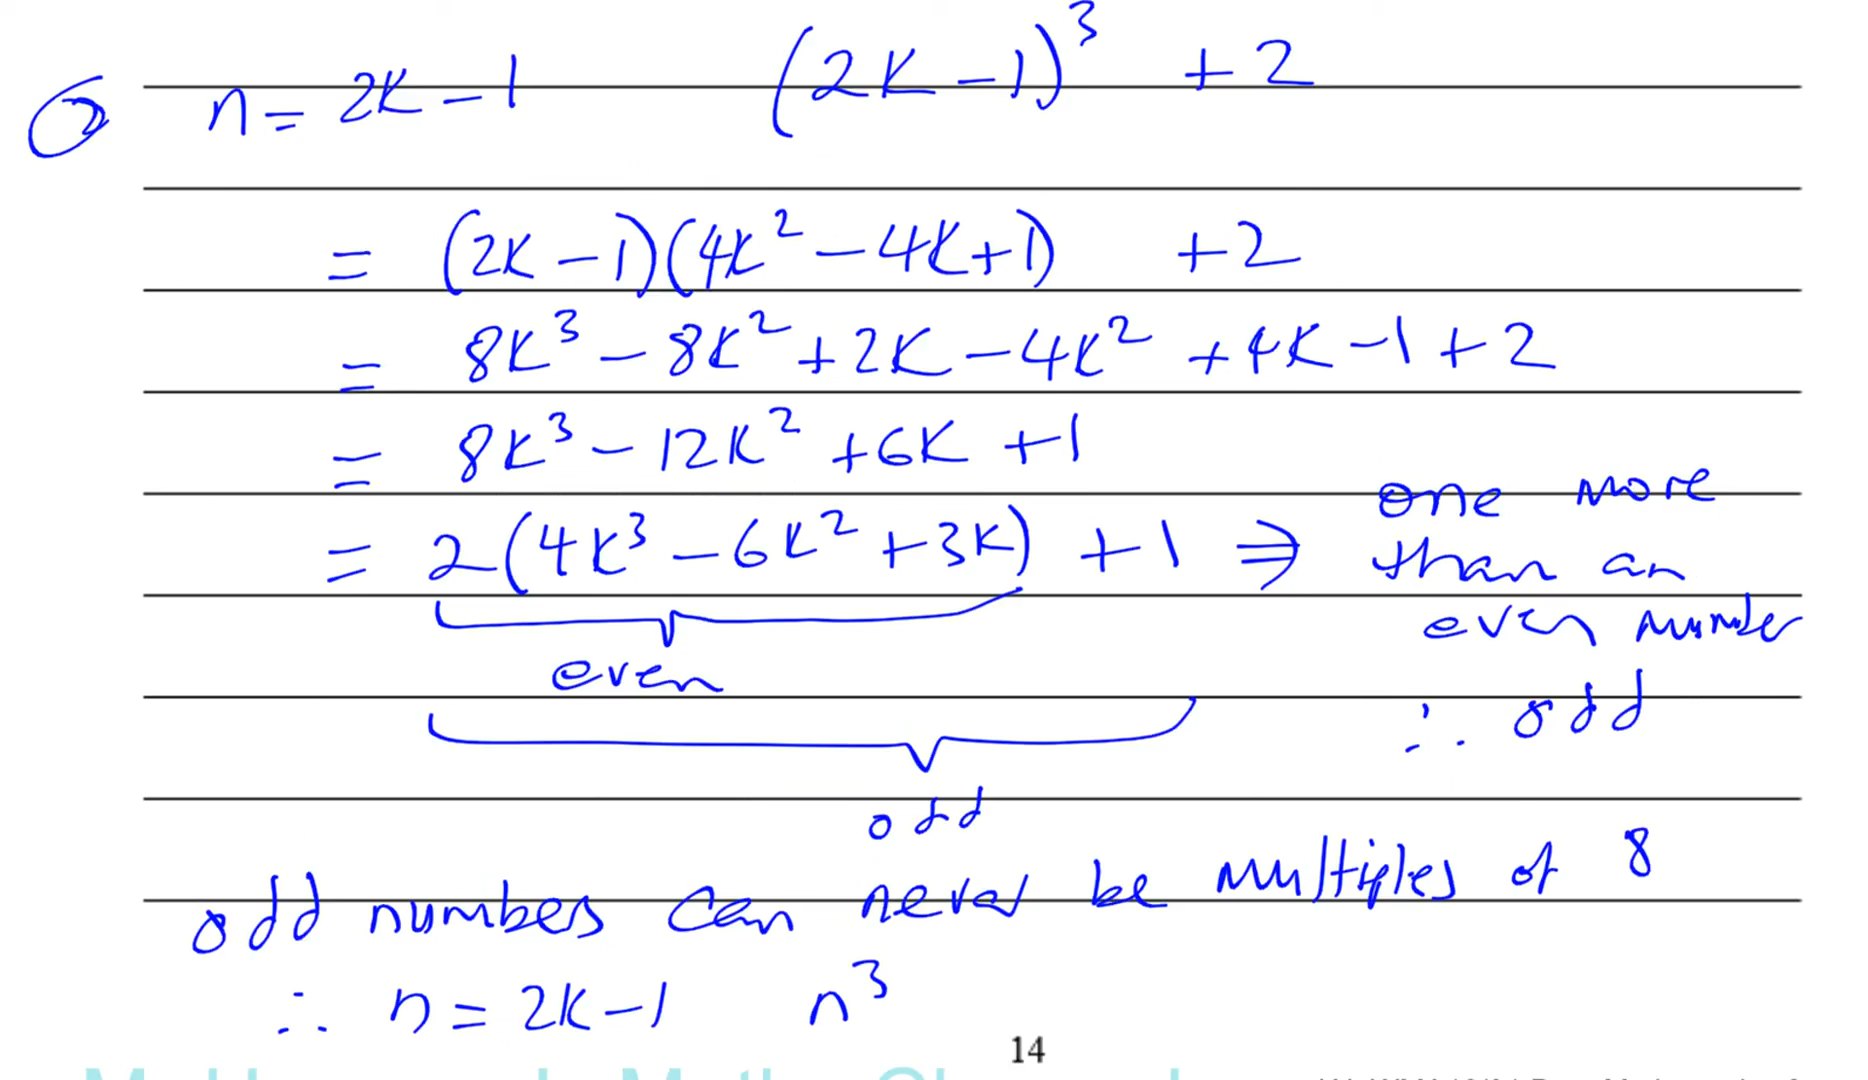 ② n = 2k - 1 (2k - 1)³ + 2
= (2k - 1)(4k² - 4k + 1) + 2
= 8k³ - 8k² + 2k - 4k² + 4k - 1 + 2
= 8k³ - 12k² + 6k + 1
= 2(4k³ - 6k² + 3k) + 1 ⇒ one more
than an
even number
even
∴ odd
odd
odd numbers can never be multiples of 8
∴ n = 2k - 1 n³
14